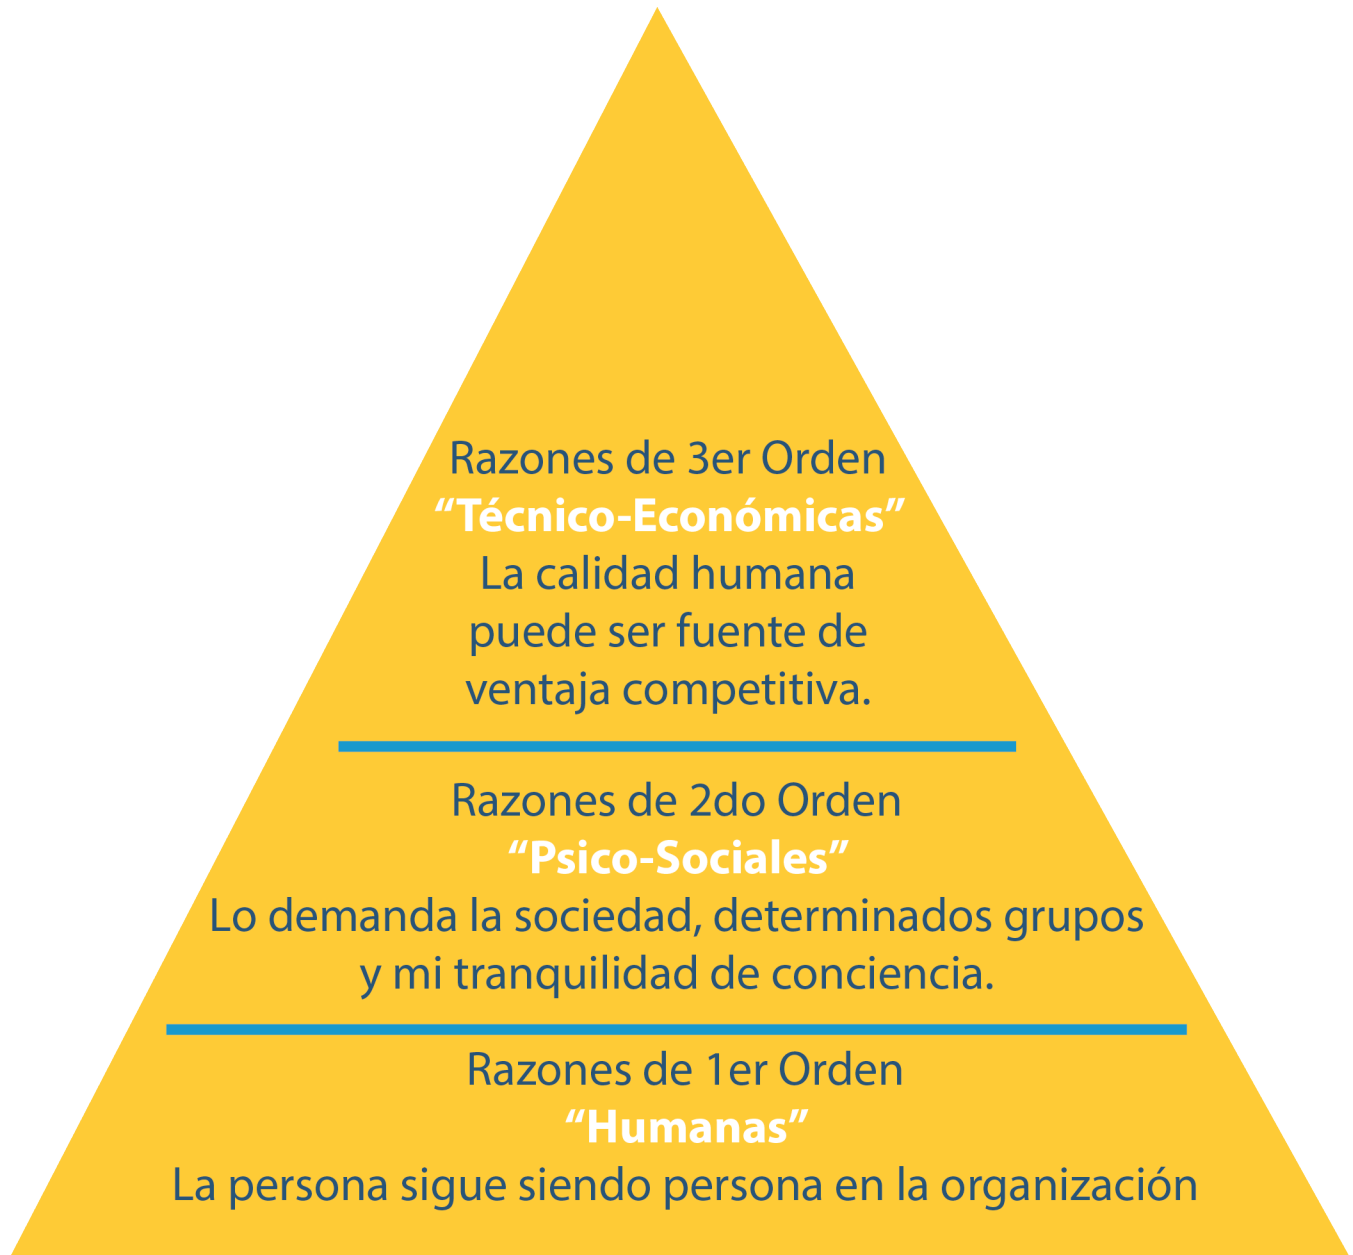 Razones de 3er Orden
“Técnico-Económicas”
La calidad humana
puede ser fuente de
ventaja competitiva.
Razones de 2do Orden
“Psico-Sociales”
Lo demanda la sociedad, determinados grupos
y mi tranquilidad de conciencia.
Razones de 1er Orden
“Humanas”
La persona sigue siendo persona en la organización